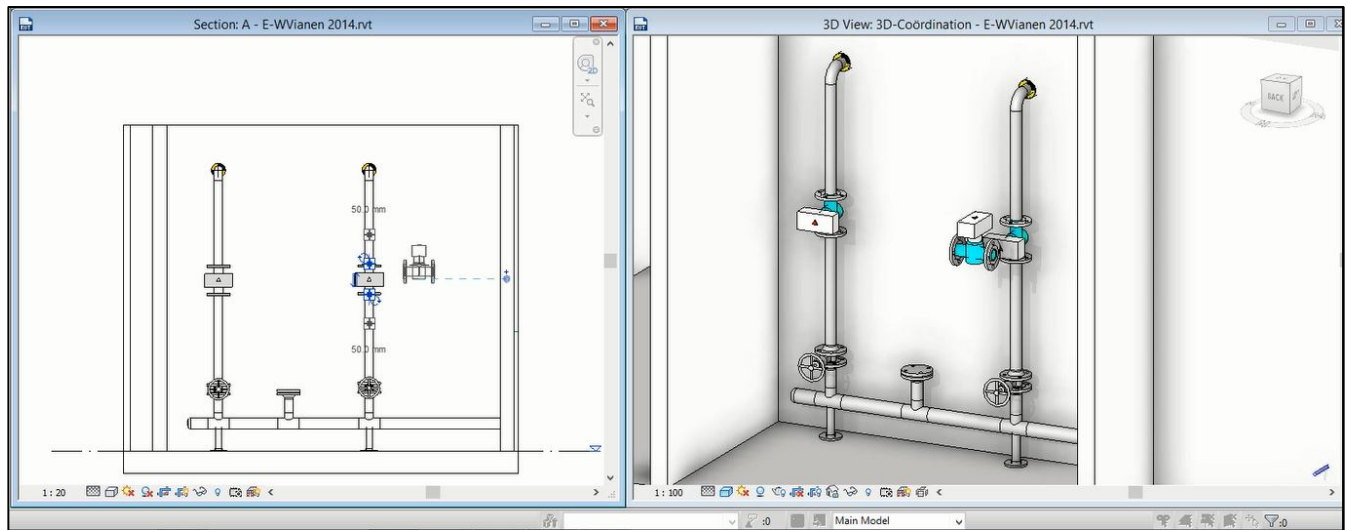 Section: A - E-WVianen 2014.rvt
3D View: 3D-Coördination - E-WVianen 2014.rvt
2D
BACK
50.0 mm
50.0 mm
1 : 20
1 : 100
:0
Main Model
:0